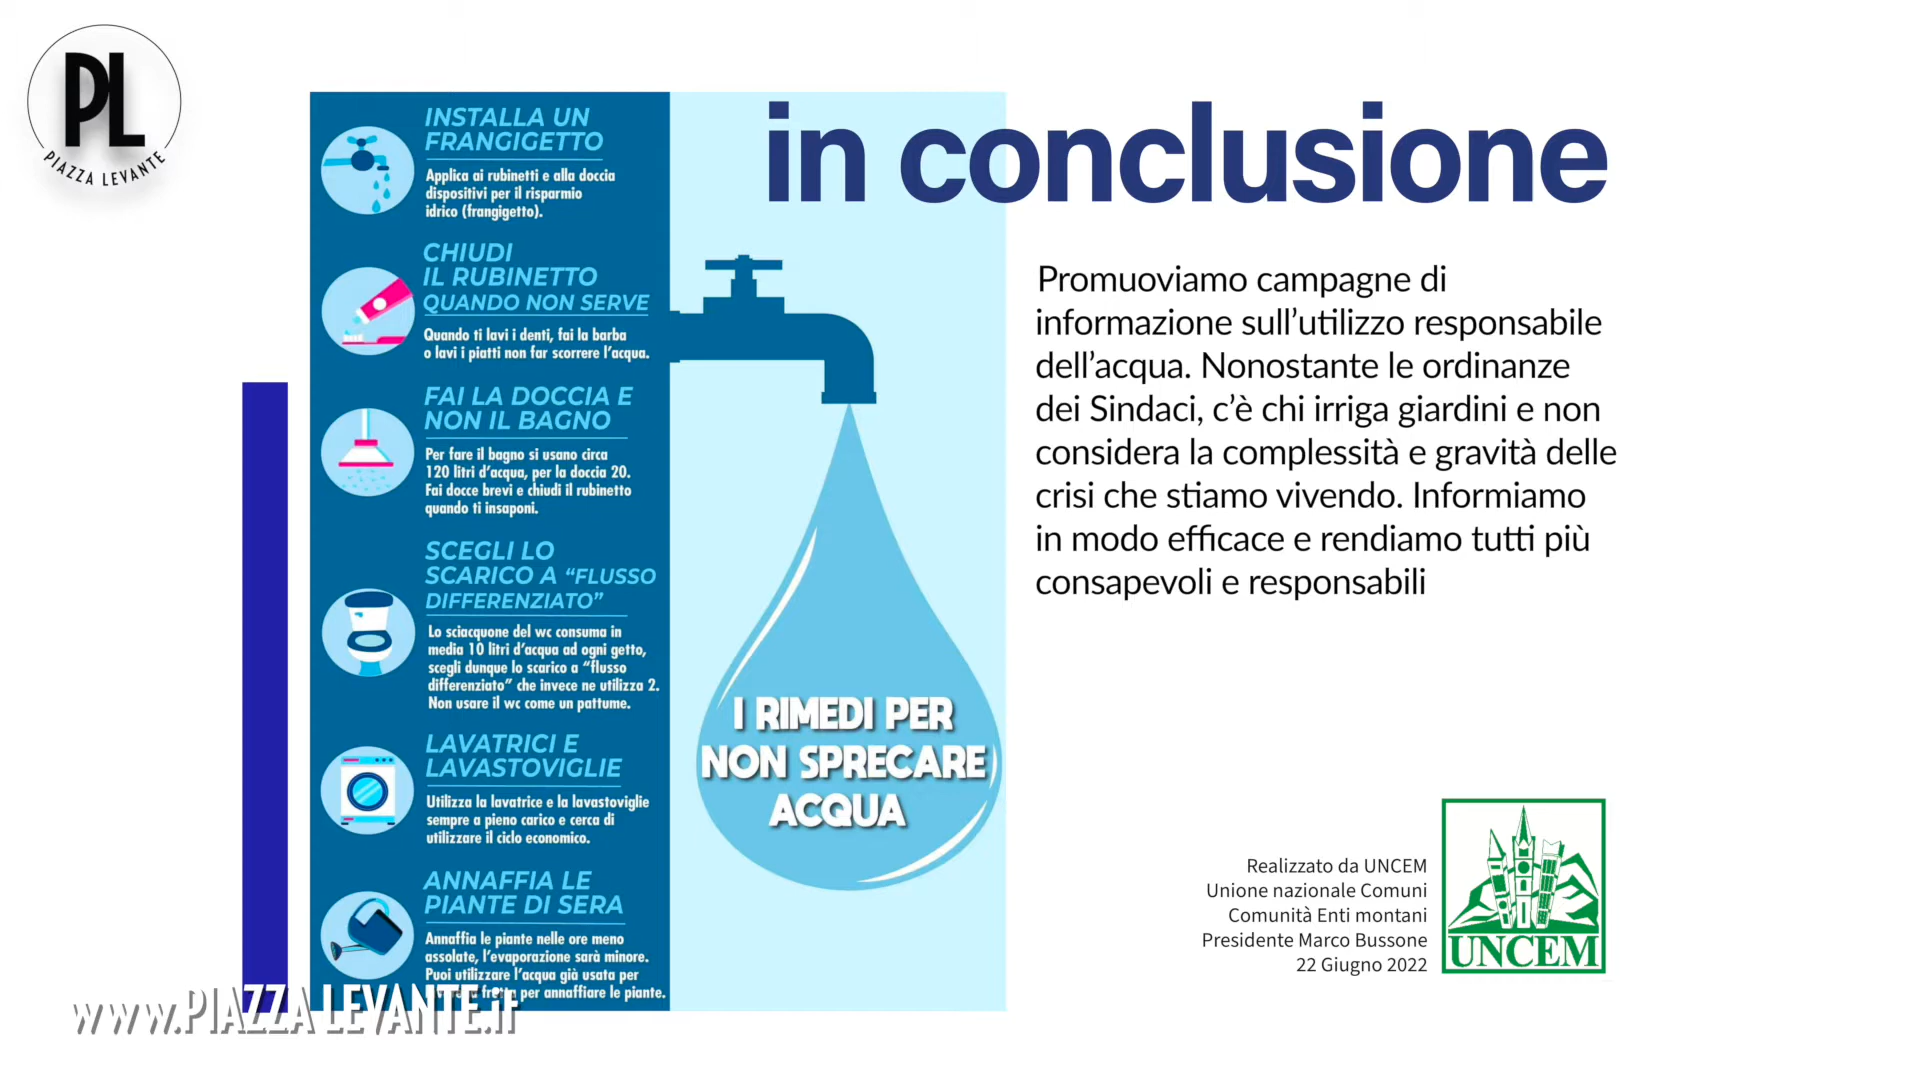 PL
PIAZZA LEVANTE
INSTALLA UN
FRANGIGETTO
Applica ai rubinetti e alla doccia
dispositivi per il risparmio
idrico (frangigetto).
CHIUDI
IL RUBINETTO
QUANDO NON SERVE
Quando ti lavi i denti, fai la barba
o lavi i piatti non far scorrere l'acqua.
FAI LA DOCCIA E
NON IL BAGNO
Per fare il bagno si usano circa
120 litri d'acqua, per la doccia 20.
Fai docce brevi e chiudi il rubinetto
quando ti insaponi.
SCEGLI LO
SCARICO A “FLUSSO
DIFFERENZIATO”
Lo sciacquone del wc consuma in
media 10 litri d'acqua ad ogni getto,
scegli dunque lo scarico a “flusso
differenziato” che invece ne utilizza 2.
Non usare il wc come un pattume.
LAVATRICI E
LAVASTOVIGLIE
Utilizza la lavatrice e la lavastoviglie
sempre a pieno carico e cerca di
utilizzare il ciclo economico.
ANNAFFIA LE
PIANTE DI SERA
Annaffia le piante nelle ore meno
assolate, l'evaporazione sarà minore.
Puoi utilizzare l'acqua già usata per
per annaffiare le piante.
www.PIAZZALEVANTE.it
I RIMEDI PER
NON SPRECARE
ACQUA
in conclusione
Promuoviamo campagne di
informazione sull’utilizzo responsabile
dell’acqua. Nonostante le ordinanze
dei Sindaci, c’è chi irriga giardini e non
considera la complessità e gravità delle
crisi che stiamo vivendo. Informiamo
in modo efficace e rendiamo tutti più
consapevoli e responsabili
Realizzato da UNCEM
Unione nazionale Comuni
Comunità Enti montani
Presidente Marco Bussone
22 Giugno 2022
UNCEM